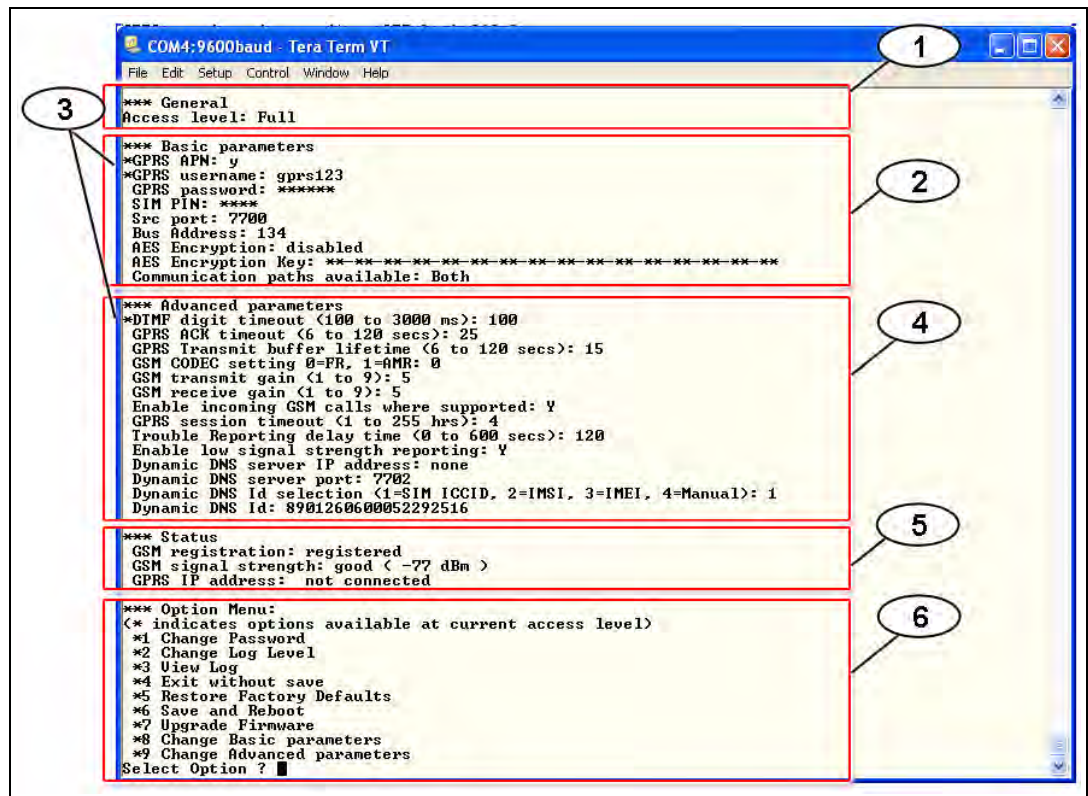 COM4:9600baud - Tera Term VT
File Edit Setup Control Window Help
1
3
*** General
Access level: Full
*** Basic parameters
*GPRS APN: y
*GPRS username: gprs123
GPRS password: ******
SIM PIN: ****
Src port: 7700
Bus Address: 134
AES Encryption: disabled
AES Encryption Key: **-**-**-**-**-**-**-**-**-**-**-**-**-**-**-**
Communication paths available: Both
2
*** Advanced parameters
*DTMF digit timeout (100 to 3000 ms): 100
GPRS ACK timeout (6 to 120 secs): 25
GPRS Transmit buffer lifetime (6 to 120 secs): 15
GSM CODEC setting 0=FR, 1=AMR: 0
GSM transmit gain (1 to 9): 5
GSM receive gain (1 to 9): 5
Enable incoming GSM calls where supported: Y
GPRS session timeout (1 to 255 hrs): 4
Trouble Reporting delay time (0 to 600 secs): 120
Enable low signal strength reporting: Y
Dynamic DNS server IP address: none
Dynamic DNS server port: 7702
Dynamic DNS Id selection (1=SIM ICCID, 2=IMSI, 3=IMEI, 4=Manual): 1
Dynamic DNS Id: 8901260600052292516
4
*** Status
GSM registration: registered
GSM signal strength: good ( -77 dBm )
GPRS IP address: not connected
5
*** Option Menu:
(* indicates options available at current access level)
*1 Change Password
*2 Change Log Level
*3 View Log
*4 Exit without save
*5 Restore Factory Defaults
*6 Save and Reboot
*7 Upgrade Firmware
*8 Change Basic parameters
*9 Change Advanced parameters
Select Option ?
6